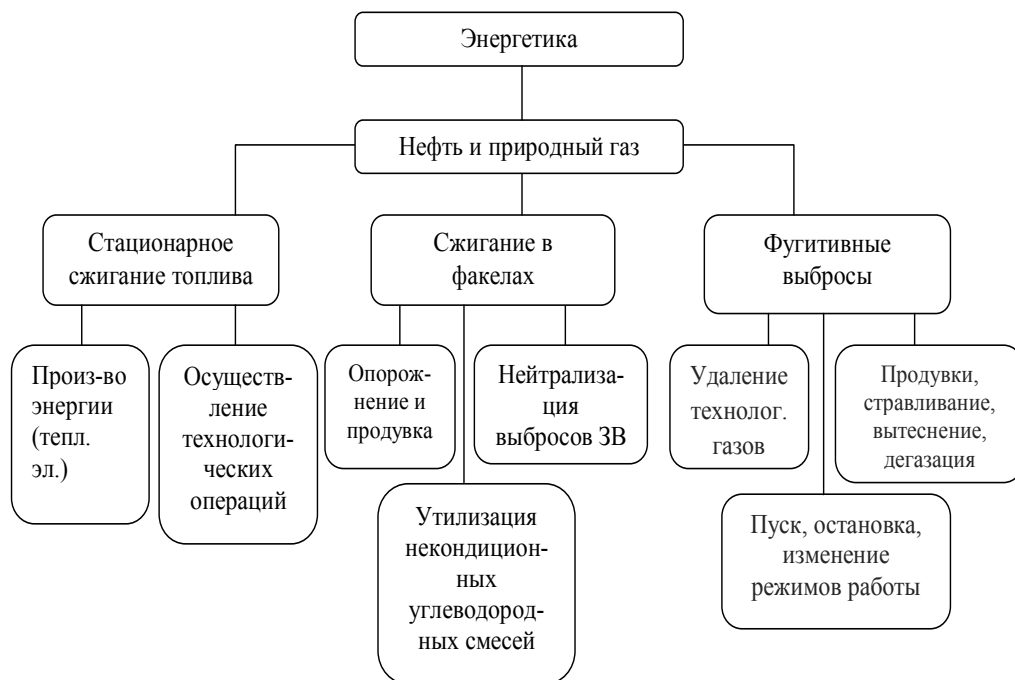 Энергетика
Нефть и природный газ
Стационарное
сжигание топлива
Сжигание в
факелах
Фугитивные
выбросы
Произ-во
энергии
(тепл.
эл.)
Осуществ-
ление
технологи-
ческих
операций
Опорож-
нение и
продувка
Нейтрализа-
ция
выбросов ЗВ
Удаление
технолог.
газов
Продувки,
стравливание,
вытеснение,
дегазация
Утилизация
некондицион-
ных
углеводород-
ных смесей
Пуск, остановка,
изменение
режимов работы